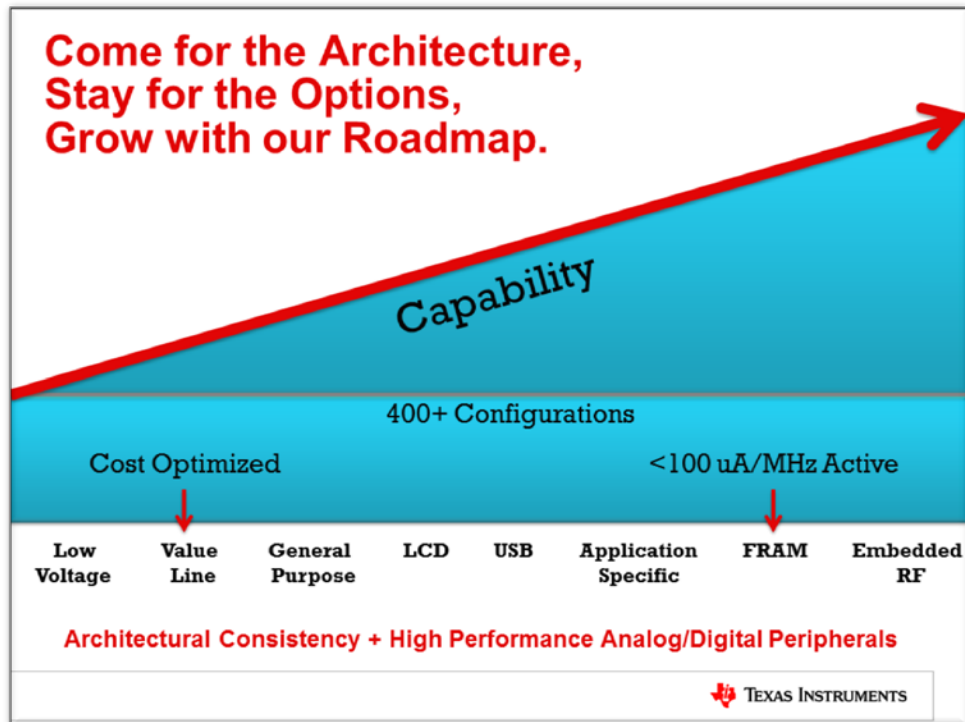 Come for the Architecture,
Stay for the Options,
Grow with our Roadmap.
Capability
400+ Configurations
Cost Optimized
<100 uA/MHz Active
Low
Voltage
Value
Line
General
Purpose
LCD
USB
Application
Specific
FRAM
Embedded
RF
Architectural Consistency + High Performance Analog/Digital Peripherals
TEXAS INSTRUMENTS